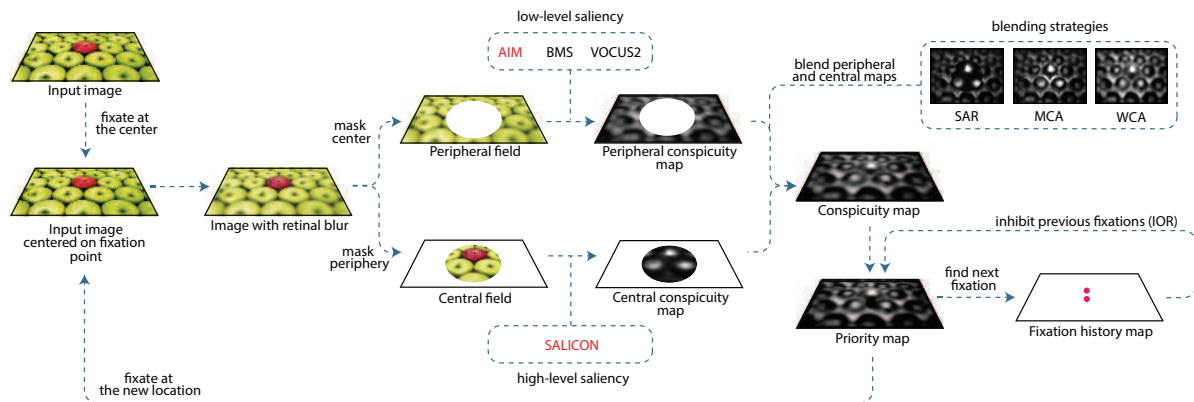 low-level saliency
AIM BMS VOCUS2
blending strategies
SAR MCA WCA
blend peripheral
and central maps
Input image
fixate at
the center
mask
center
Peripheral field
Peripheral conspicuity
map
Input image
centered on fixation
point
Image with retinal blur
Conspicuity map
inhibit previous fixations (IOR)
mask
periphery
Central field
Central conspicuity
map
find next
fixation
Priority map
Fixation history map
SALICON
high-level saliency
fixate at
the new location